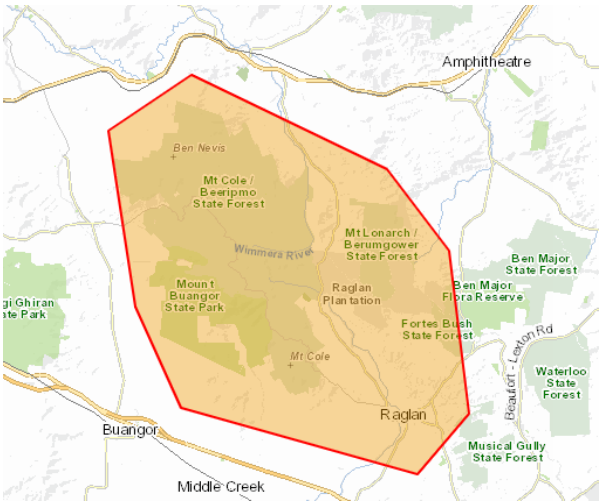 Amphitheatre
Ben Nevis
Mt Cole /
Beeripmo
State Forest
Mt Lonarch /
Berumgower
State Forest
Wimmera River
Ben Major
State Forest
Mount
Buangor
State Park
Raglan
Plantation
Ben Major
Flora Reserve
gi Ghiran
ate Park
Fortes Bush
State Forest
Beaufort - Lexton Rd
Mt Cole
Waterloo
State
Forest
Raglan
Buangor
Musical Gully
State Forest
Middle Creek